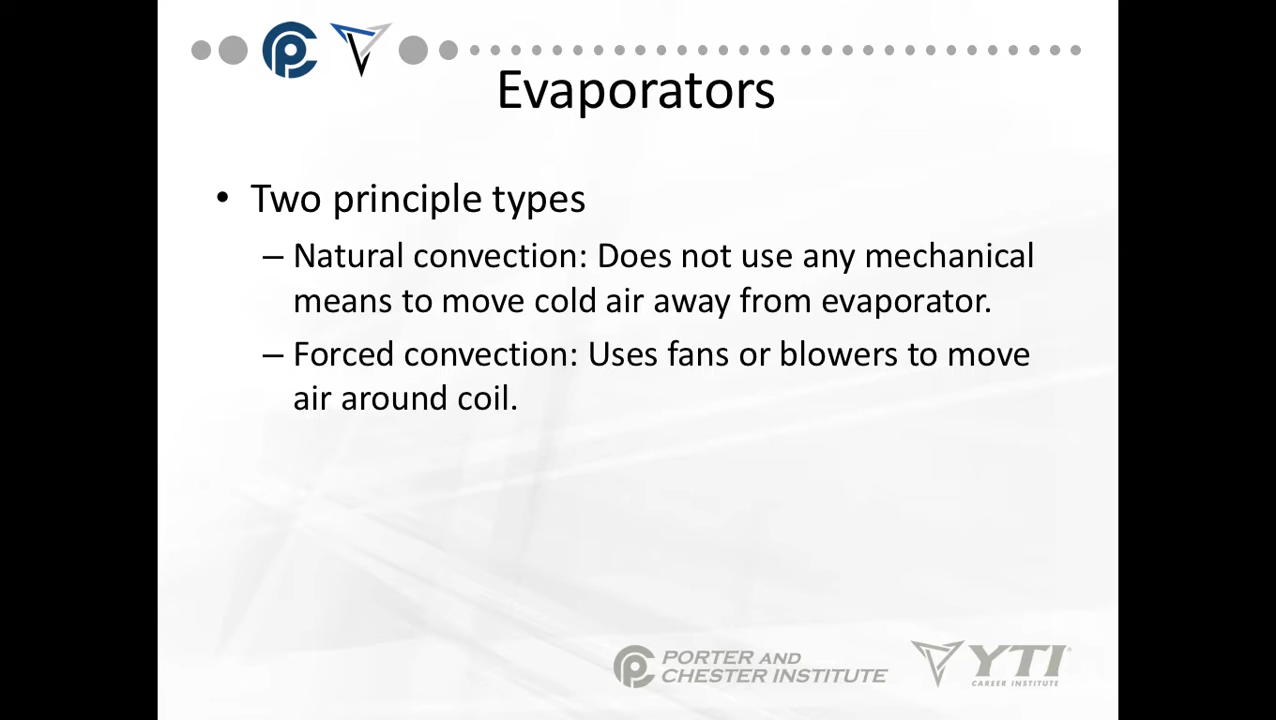 Evaporators
• Two principle types
– Natural convection: Does not use any mechanical
means to move cold air away from evaporator.
– Forced convection: Uses fans or blowers to move
air around coil.
PORTER AND
CHESTER INSTITUTE
YTI
CAREER INSTITUTE